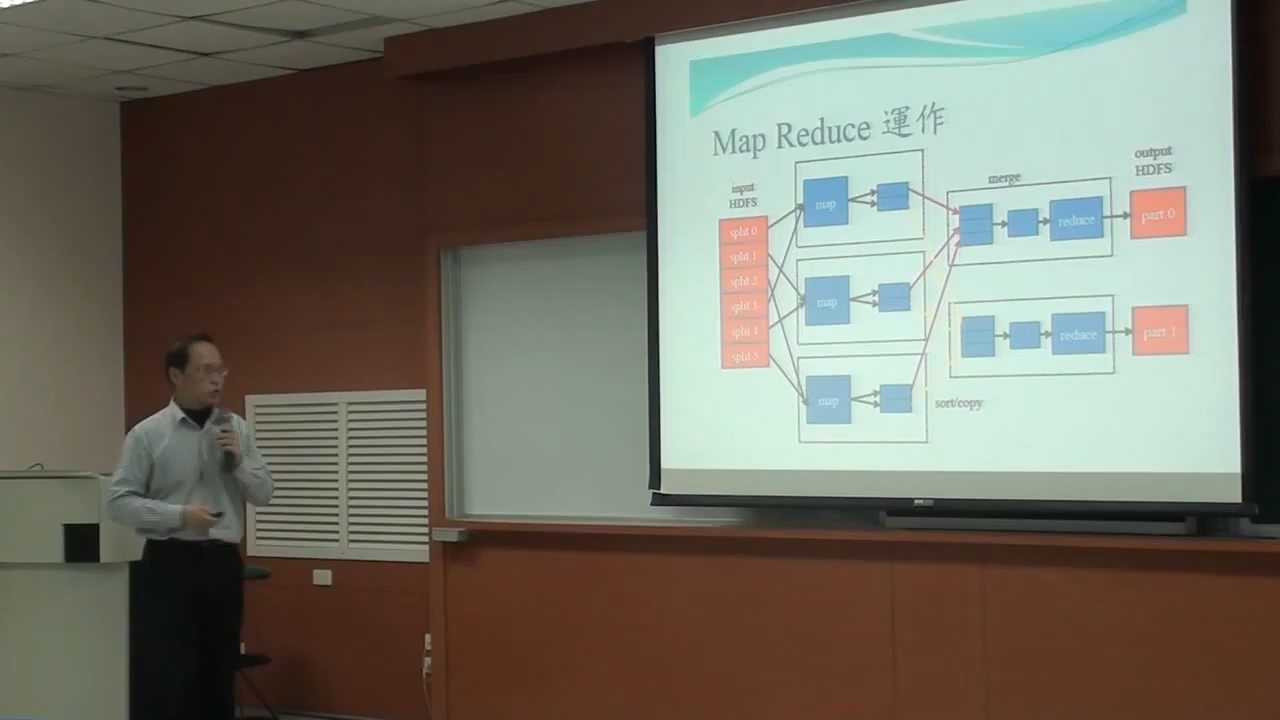 Map Reduce 運作
input
HDFS
split 0
split 1
split 2
split 3
split 4
split 5
map
map
map
sort/copy
merge
reduce
reduce
output
HDFS
part 0
part 1